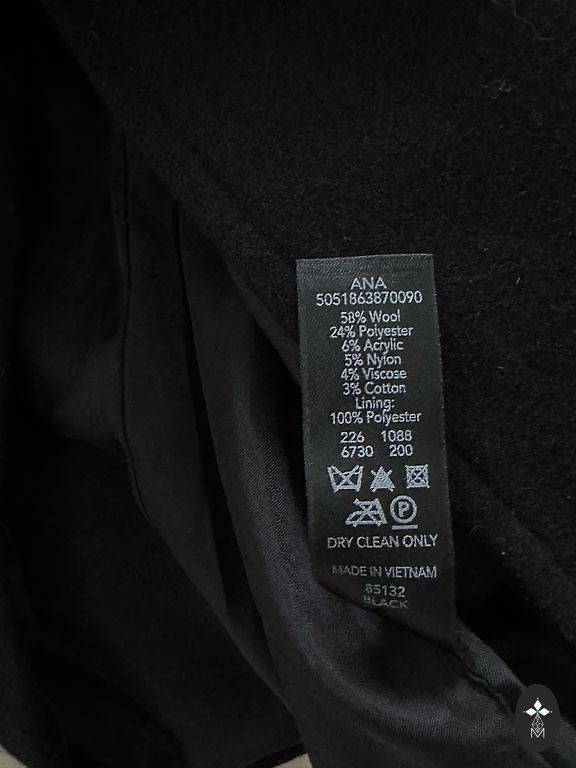 ANA
5051863870090
58% Wool
24% Polyester
6% Acrylic
5% Nylon
4% Viscose
3% Cotton
Lining:
100% Polyester
226 1088
6730 200
P
DRY CLEAN ONLY
MADE IN VIETNAM
85132
BLACK
M